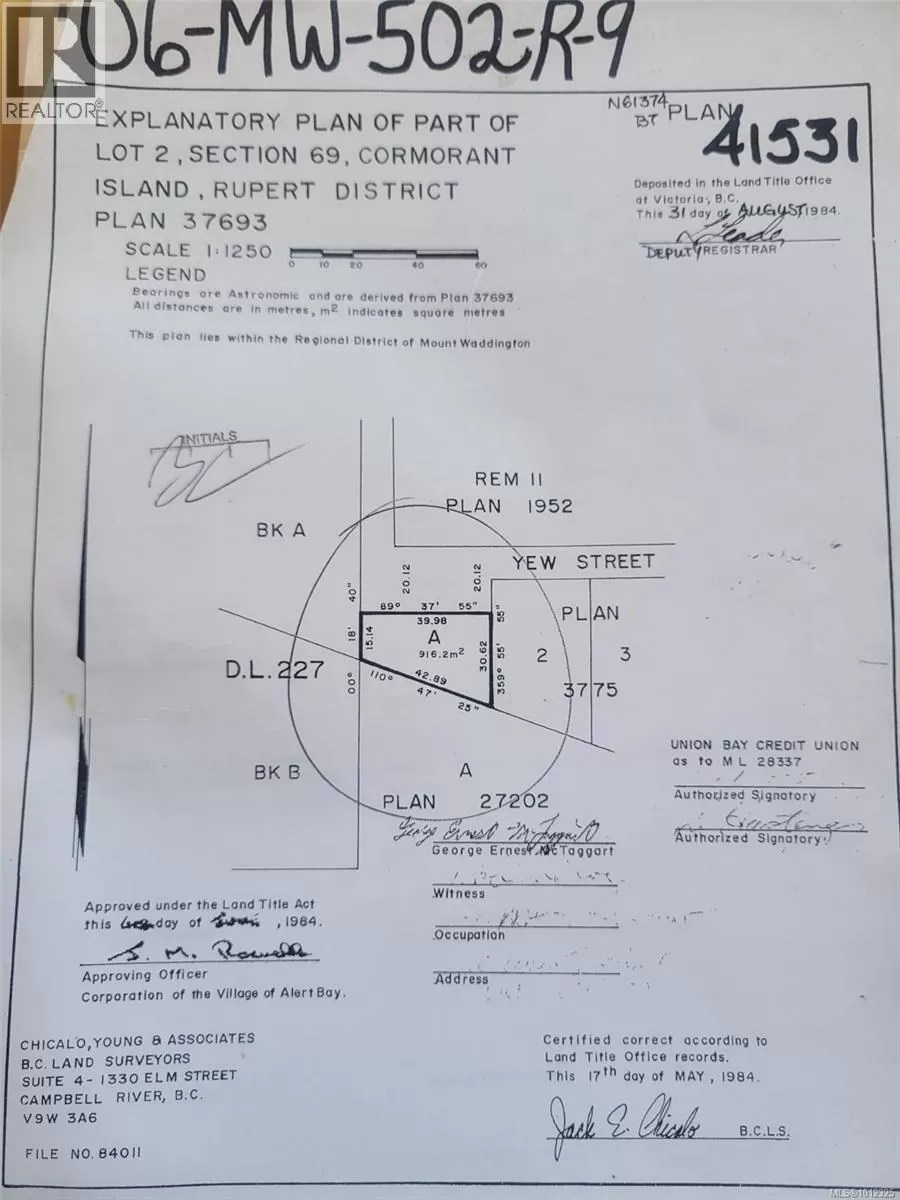 06-MW-502-R-9
REALTOR®
EXPLANATORY PLAN OF PART OF
LOT 2, SECTION 69, CORMORANT
ISLAND, RUPERT DISTRICT
PLAN 37693
SCALE 1:1250
0 10 20 40 60
LEGEND
Bearings are Astronomic and are derived from Plan 37693
All distances are in metres, m² indicates square metres
This plan lies within the Regional District of Mount Waddington
N61374
BT
PLAN
41531
Deposited in the Land Title Office
at Victoria, B.C.
This 31 day of AUGUST 1984.
DEPUTY REGISTRAR
INITIALS
REM 11
PLAN 1952
BK A
YEW STREET
20.12
20.12
40"
18'
00°
89° 37' 55"
39.98
15.14
A
916.2m²
30.62
55"
55'
359°
42.89
110°
47'
25"
PLAN
2
3
3775
D.L. 227
BK B
A
PLAN 27202
UNION BAY CREDIT UNION
as to M L 28337
Authorized Signatory
Authorized Signatory
George Ernest McTaggart
George Ernest McTaggart
Witness
Occupation
Address
Approved under the Land Title Act
this day of , 1984.
Approving Officer
Corporation of the Village of Alert Bay.
CHICALO, YOUNG & ASSOCIATES
B.C. LAND SURVEYORS
SUITE 4 - 1330 ELM STREET
CAMPBELL RIVER, B.C.
V9W 3A6
FILE NO. 84011
Certified correct according to
Land Title Office records.
This 17th day of MAY, 1984.
Jack E. Chicalo
B.C.L.S.
MLS®1012325